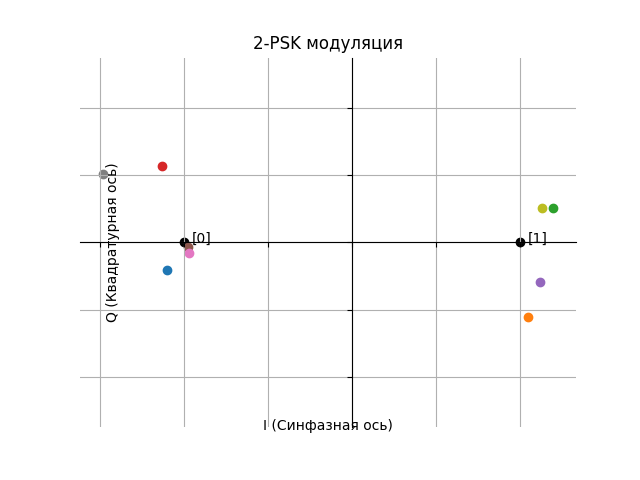 2-PSK модуляция
Q (Квадратурная ось)
[0]
[1]
I (Синфазная ось)